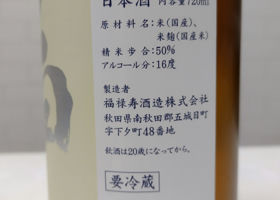 日本酒 内容量720ml
原材料名：米(国産)、
米麹(国産米)
精米歩合：50%
アルコール分：16度
製造者
福禄寿酒造株式会社
秋田県南秋田郡五城目町
字下夕町48番地
飲酒は20歳になってから。
要冷蔵